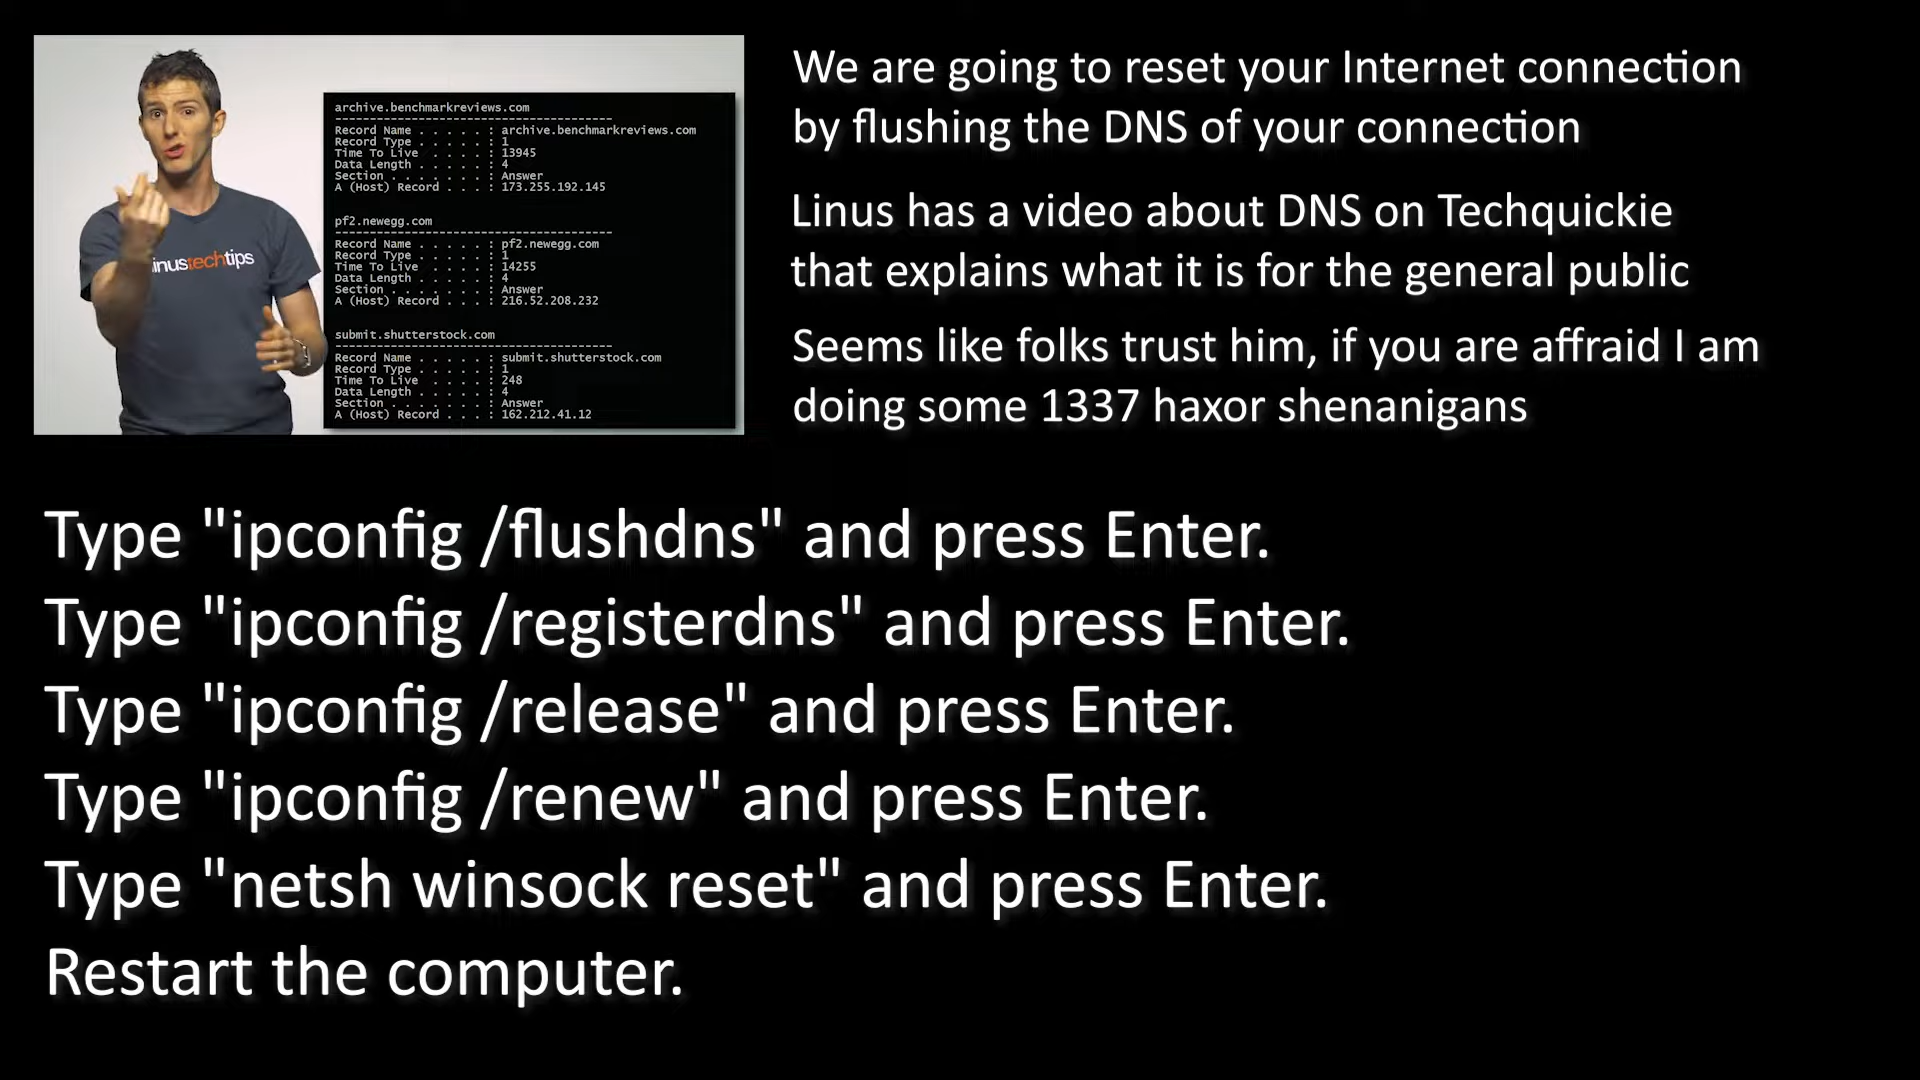 We are going to reset your Internet connection
by flushing the DNS of your connection
Linus has a video about DNS on Techquickie
that explains what it is for the general public
Seems like folks trust him, if you are affraid I am
doing some 1337 haxor shenanigans
inustechtips
archive.benchmarkreviews.com
----------------------------------------
Record Name . . . . . : archive.benchmarkreviews.com
Record Type . . . . . : 1
Time To Live  . . . . : 13945
Data Length . . . . . : 4
Section . . . . . . . : Answer
A (Host) Record . . . : 173.255.192.145
pf2.newegg.com
----------------------------------------
Record Name . . . . . : pf2.newegg.com
Record Type . . . . . : 1
Time To Live  . . . . : 14255
Data Length . . . . . : 4
Section . . . . . . . : Answer
A (Host) Record . . . : 216.52.208.232
submit.shutterstock.com
----------------------------------------
Record Name . . . . . : submit.shutterstock.com
Record Type . . . . . : 1
Time To Live  . . . . : 248
Data Length . . . . . : 4
Section . . . . . . . : Answer
A (Host) Record . . . : 162.212.41.12
Type "ipconfig /flushdns" and press Enter.
Type "ipconfig /registerdns" and press Enter.
Type "ipconfig /release" and press Enter.
Type "ipconfig /renew" and press Enter.
Type "netsh winsock reset" and press Enter.
Restart the computer.